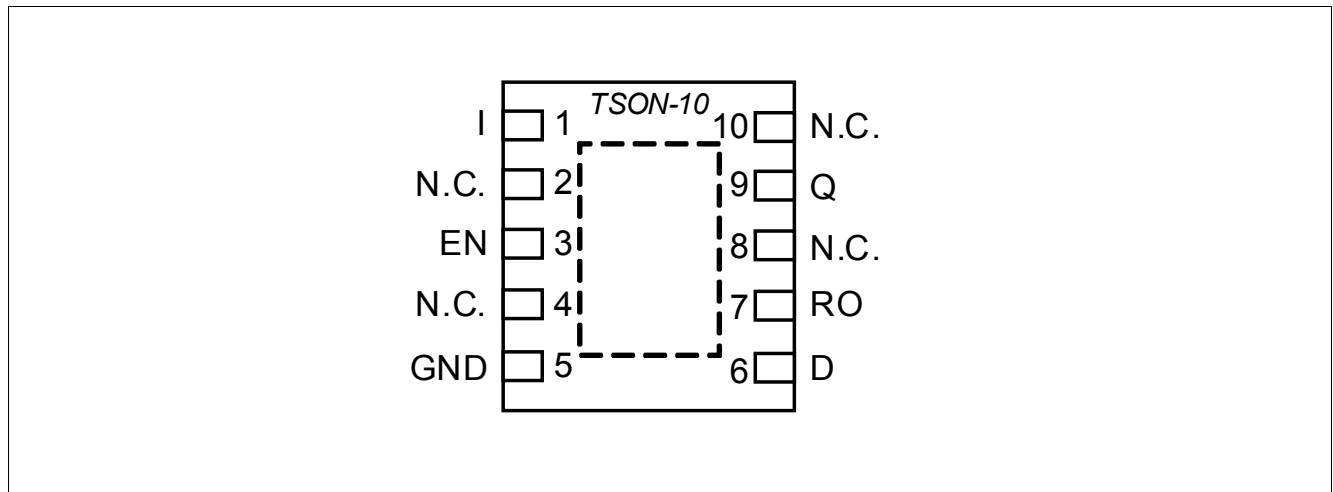 TSON-10
I 1 10 N.C.
N.C. 2 9 Q
EN 3 8 N.C.
N.C. 4 7 RO
GND 5 6 D